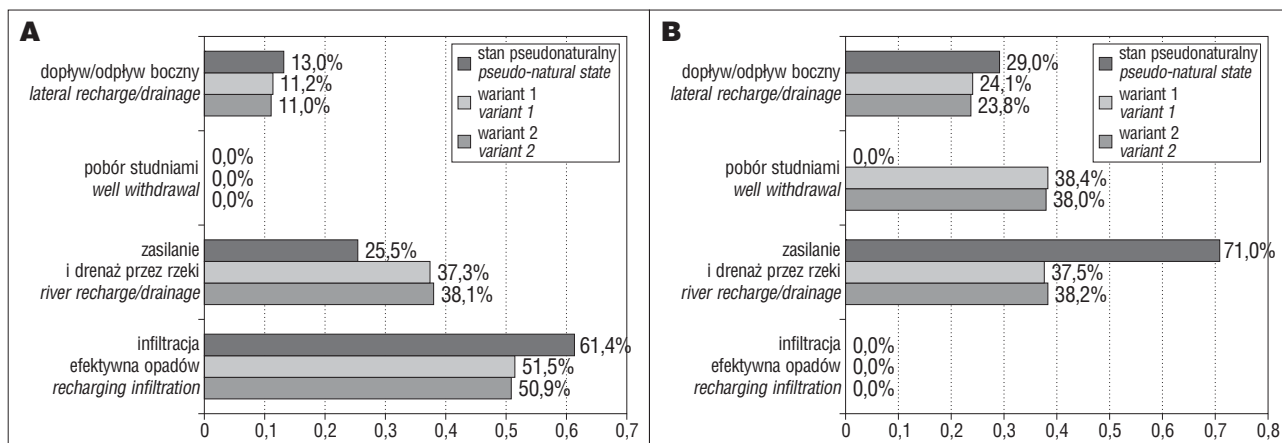 A
dopływ/odpływ boczny
lateral recharge/drainage
13,0%
11,2%
11,0%
stan pseudonaturalny
pseudo-natural state
wariant 1
variant 1
wariant 2
variant 2
pobór studniami
well withdrawal
0,0%
0,0%
0,0%
zasilanie
i drenaż przez rzeki
river recharge/drainage
25,5%
37,3%
38,1%
infiltracja
efektywna opadów
recharging infiltration
61,4%
51,5%
50,9%
0 0,1 0,2 0,3 0,4 0,5 0,6 0,7
B
dopływ/odpływ boczny
lateral recharge/drainage
29,0%
24,1%
23,8%
stan pseudonaturalny
pseudo-natural state
wariant 1
variant 1
wariant 2
variant 2
pobór studniami
well withdrawal
0,0%
38,4%
38,0%
zasilanie
i drenaż przez rzeki
river recharge/drainage
71,0%
37,5%
38,2%
infiltracja
efektywna opadów
recharging infiltration
0,0%
0,0%
0,0%
0 0,1 0,2 0,3 0,4 0,5 0,6 0,7 0,8